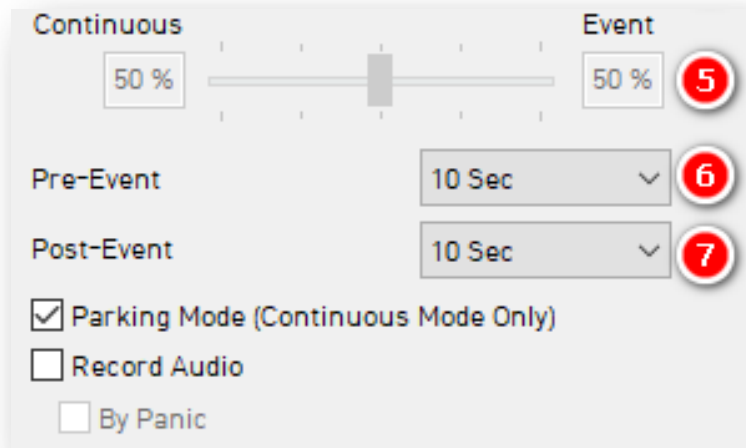 Continuous Event
50 % 50 % 5
Pre-Event 10 Sec 6
Post-Event 10 Sec 7
Parking Mode (Continuous Mode Only)
Record Audio
By Panic